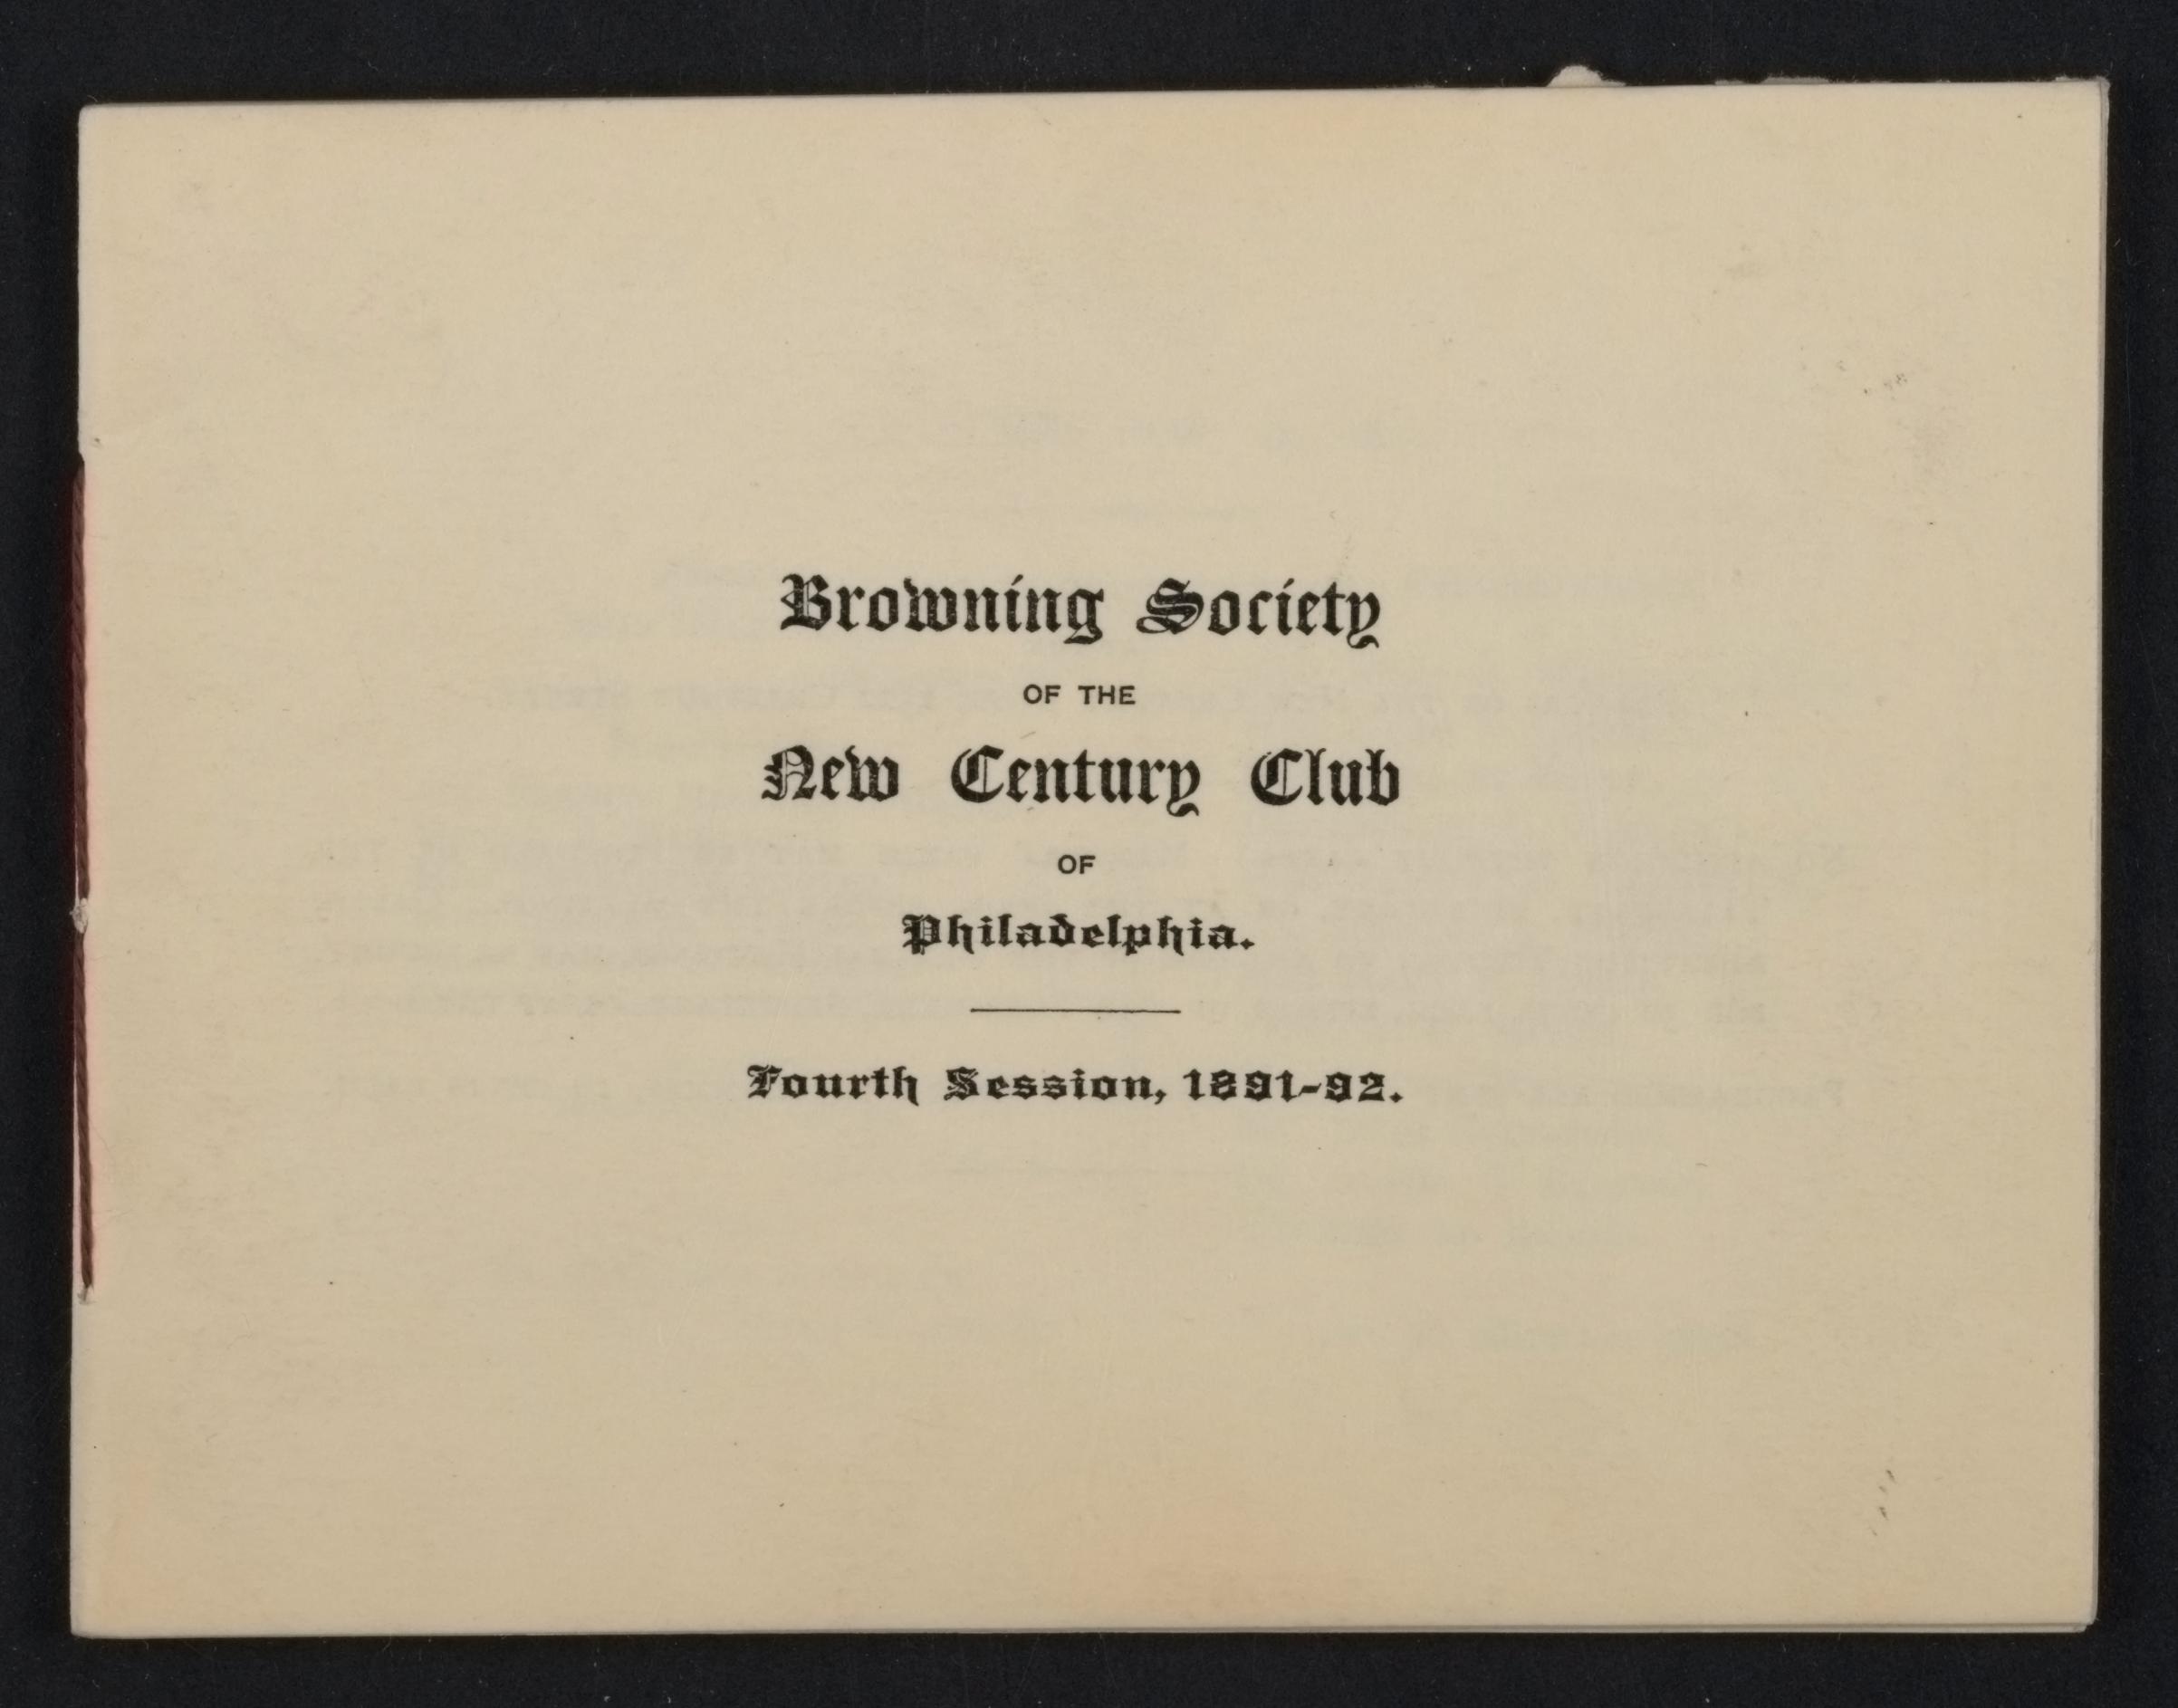 Browning Society
OF THE
New Century Club
OF
Philadelphia.
Fourth Session, 1891-92.